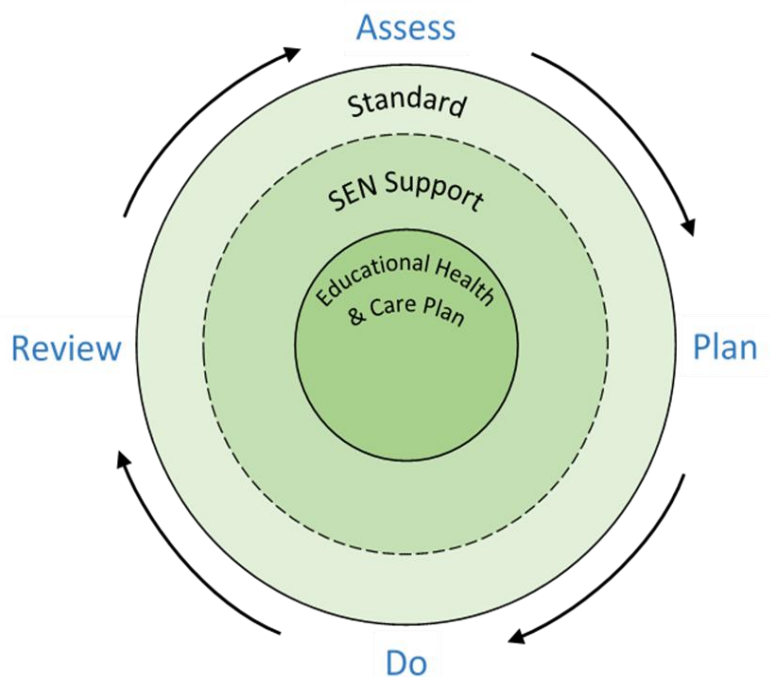 Assess
Standard
SEN Support
Educational Health
& Care Plan
Review
Plan
Do